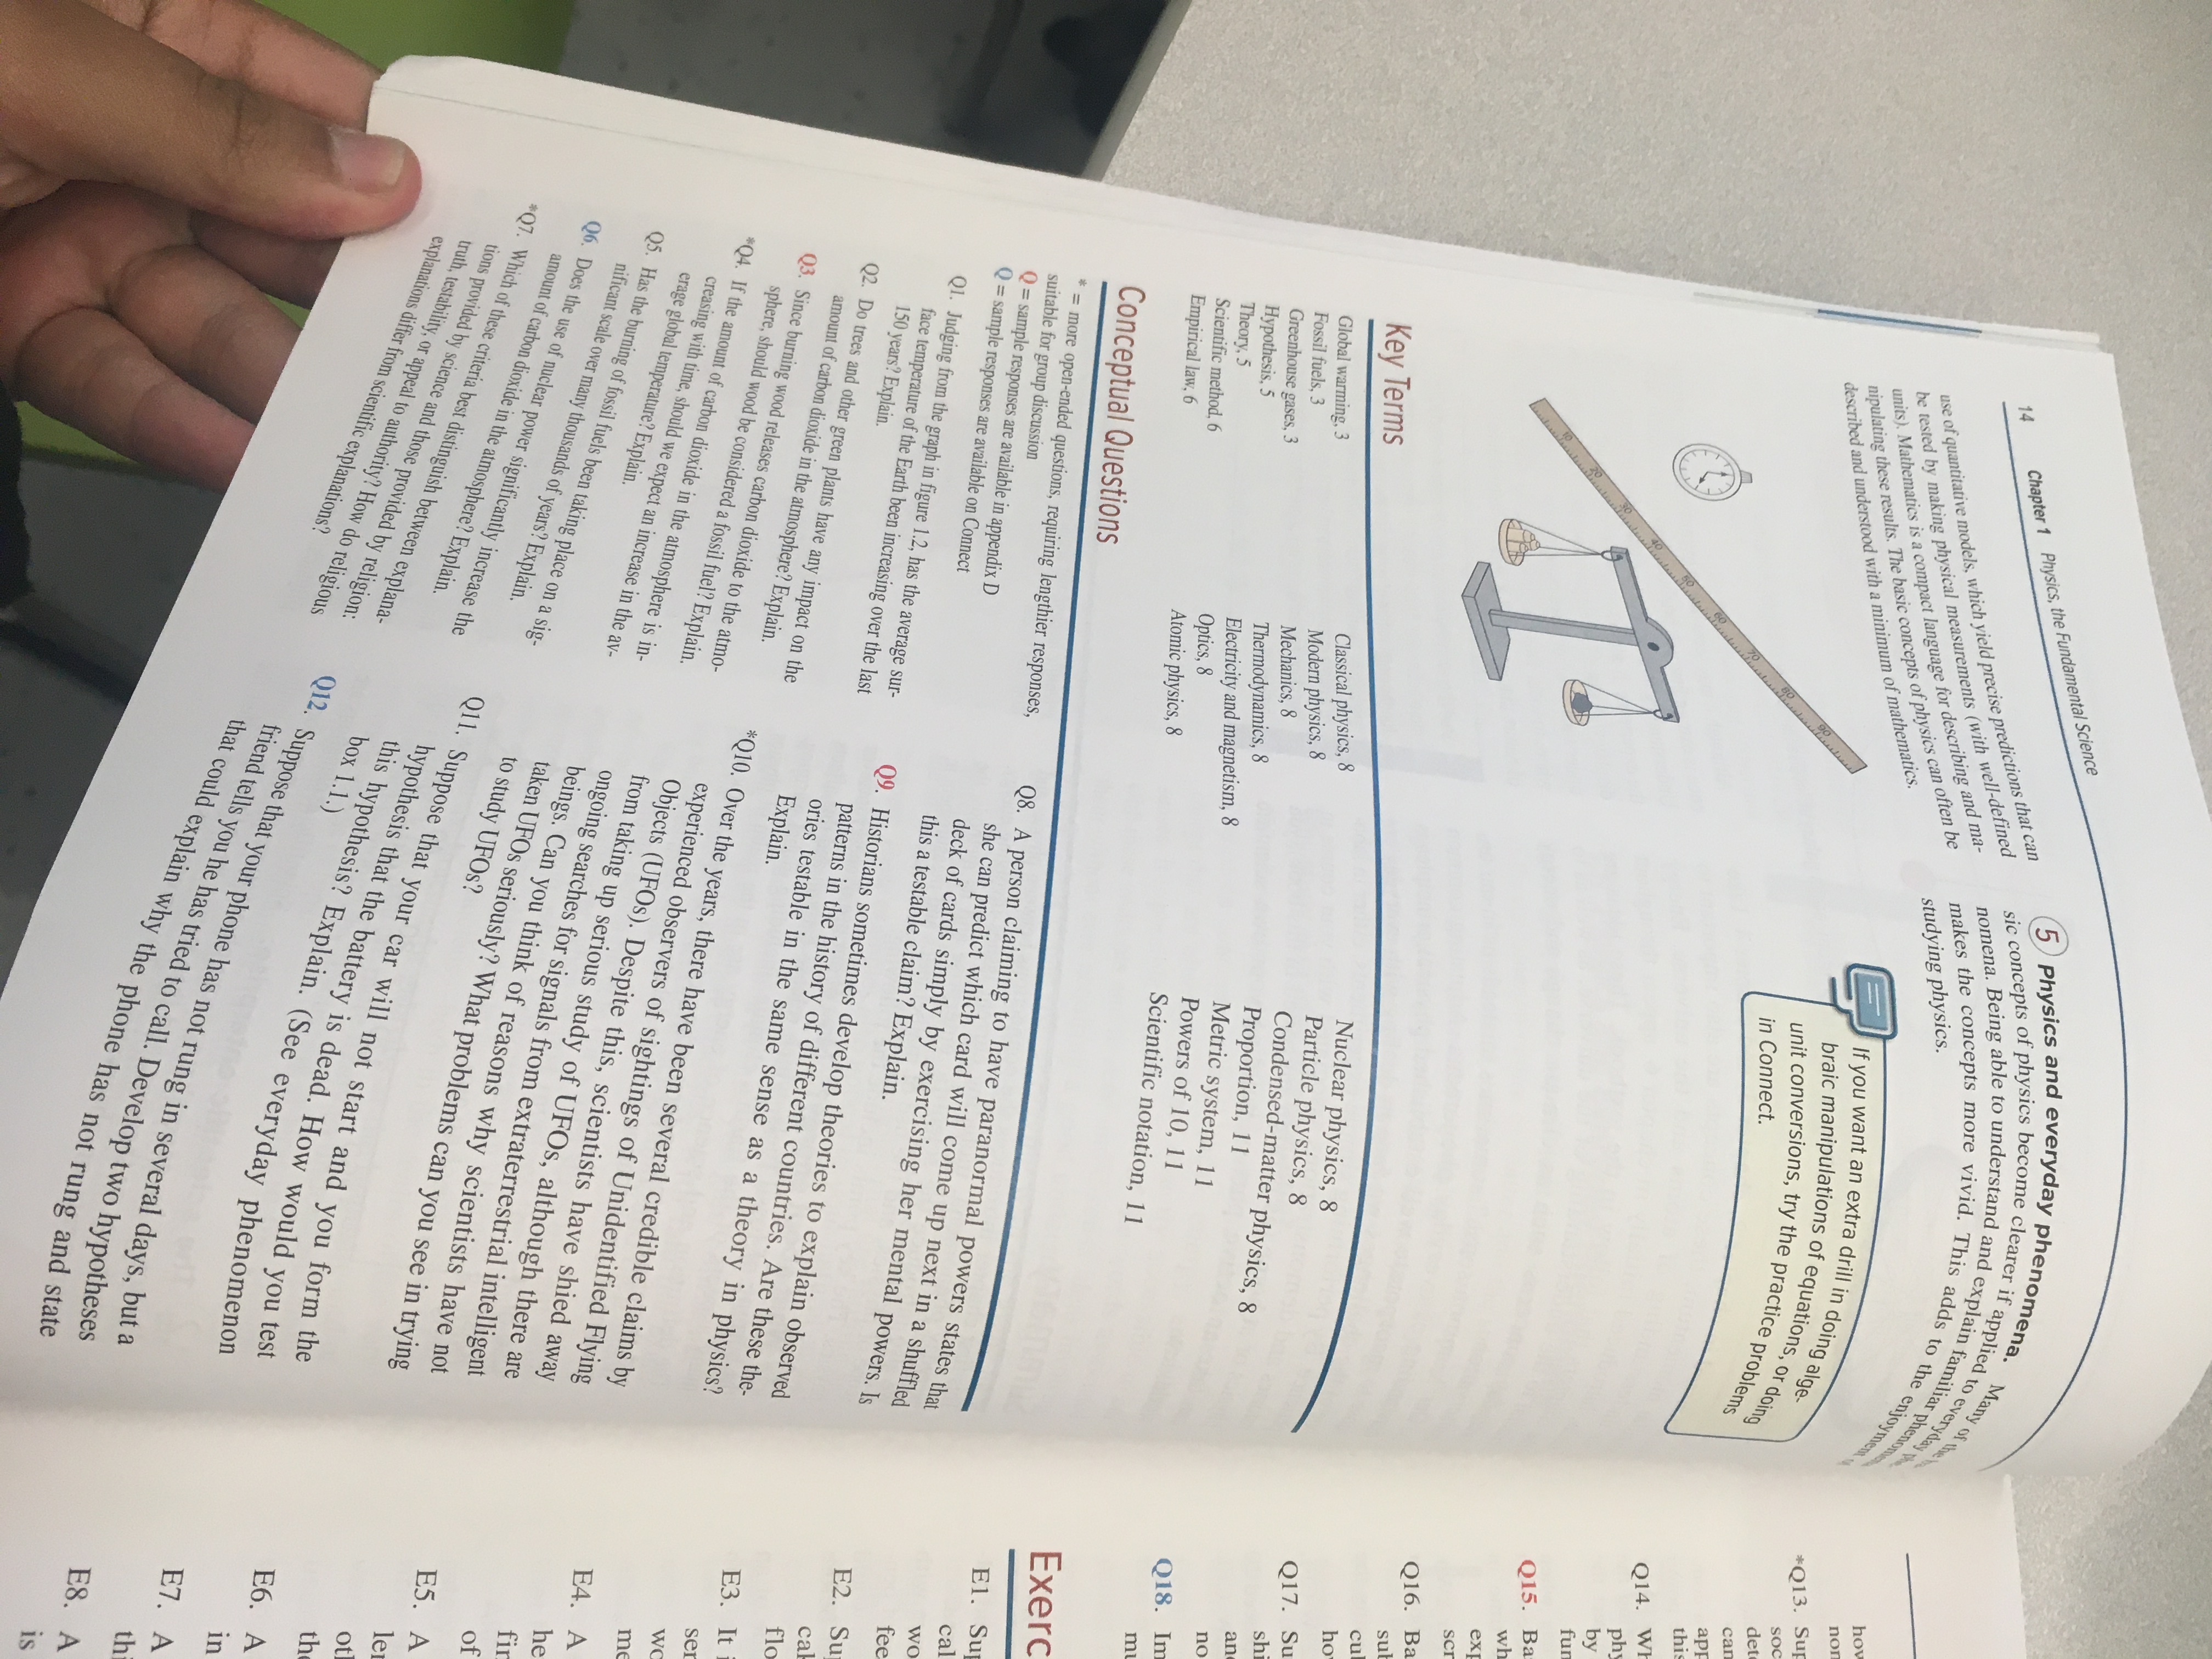 14 Chapter 1 Physics, the Fundamental Science
use of quantitative models, which yield precise predictions that can
be tested by making physical measurements (with well-defined
units). Mathematics is a compact language for describing and ma-
nipulating these results. The basic concepts of physics can often be
described and understood with a minimum of mathematics.
10 20 30 40 50 60 70 80 90
5 Physics and everyday phenomena. Many of the
sic concepts of physics become clearer if applied to everyday
nomena. Being able to understand and explain familiar
makes the concepts more vivid. This adds to the enjoyment
studying physics.
If you want an extra drill in doing alge-
braic manipulations of equations, or doing
unit conversions, try the practice problems
in Connect.
Key Terms
Global warming, 3
Fossil fuels, 3
Greenhouse gases, 3
Hypothesis, 5
Theory, 5
Scientific method, 6
Empirical law, 6
Classical physics, 8
Modern physics, 8
Mechanics, 8
Thermodynamics, 8
Electricity and magnetism, 8
Optics, 8
Atomic physics, 8
Nuclear physics, 8
Particle physics, 8
Condensed-matter physics, 8
Proportion, 11
Metric system, 11
Powers of 10, 11
Scientific notation, 11
Conceptual Questions
* = more open-ended questions, requiring lengthier responses,
suitable for group discussion
Q = sample responses are available in appendix D
Q = sample responses are available on Connect
Q1. Judging from the graph in figure 1.2, has the average sur-
face temperature of the Earth been increasing over the last
150 years? Explain.
Q2. Do trees and other green plants have any impact on the
amount of carbon dioxide in the atmosphere? Explain.
Q3. Since burning wood releases carbon dioxide to the atmo-
sphere, should wood be considered a fossil fuel? Explain.
*Q4. If the amount of carbon dioxide in the atmosphere is in-
creasing with time, should we expect an increase in the av-
erage global temperature? Explain.
Q5. Has the burning of fossil fuels been taking place on a sig-
nificant scale over many thousands of years? Explain.
Q6. Does the use of nuclear power significantly increase the
amount of carbon dioxide in the atmosphere? Explain.
*Q7. Which of these criteria best distinguish between explana-
tions provided by science and those provided by religion:
truth, testability, or appeal to authority? How do religious
explanations differ from scientific explanations?
Q8. A person claiming to have paranormal powers states that
she can predict which card will come up next in a shuffled
deck of cards simply by exercising her mental powers. Is
this a testable claim? Explain.
Q9. Historians sometimes develop theories to explain observed
patterns in the history of different countries. Are these the-
ories testable in the same sense as a theory in physics?
Explain.
*Q10. Over the years, there have been several credible claims by
experienced observers of sightings of Unidentified Flying
Objects (UFOs). Despite this, scientists have shied away
from taking up serious study of UFOs, although there are
ongoing searches for signals from extraterrestrial intelligent
beings. Can you think of reasons why scientists have not
taken UFOs seriously? What problems can you see in trying
to study UFOs?
Q11. Suppose that your car will not start and you form the
hypothesis that the battery is dead. How would you test
this hypothesis? Explain. (See everyday phenomenon
box 1.1.)
Q12. Suppose that your phone has not rung in several days, but a
friend tells you he has tried to call. Develop two hypotheses
that could explain why the phone has not rung and state
how
non
*Q13. Sup
soc
det
can
app
this
Q14. Wh
phy
by
fun
Q15. Ba
wh
exp
scr
Q16. Ba
sul
cul
ho
Q17. Su
shi
and
no
Q18. Im
mu
Exerc
E1. Sup
cal
wo
fee
E2. Su
cal
flo
E3. It
ser
wo
me
E4. A
he
fir
of
E5. A
le
ot
the
E6. A
in
E7. A
thi
E8. A
is